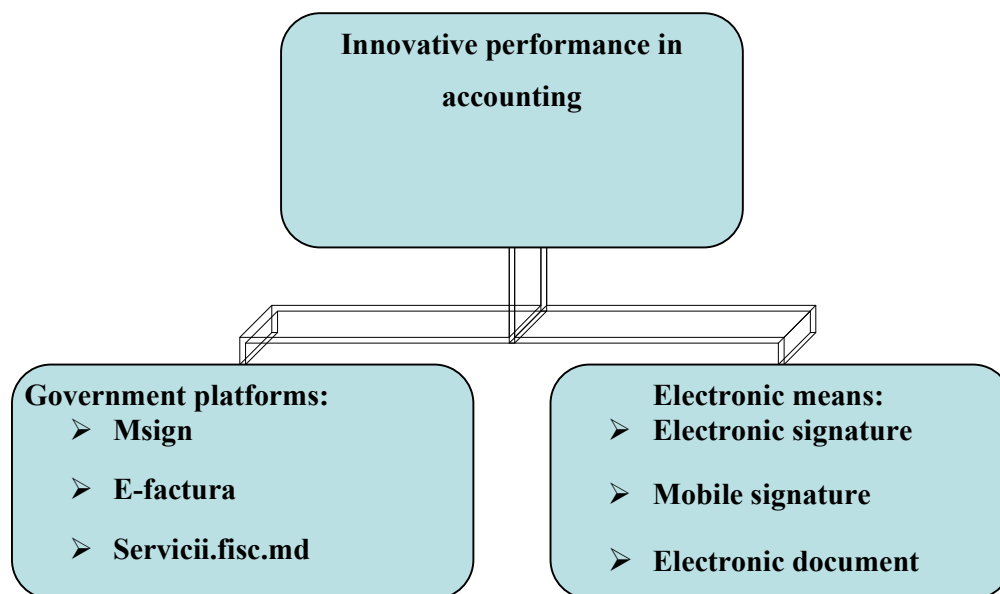 Innovative performance in
accounting
Government platforms:
➢ Msign
➢ E-factura
➢ Servicii.fisc.md
Electronic means:
➢ Electronic signature
➢ Mobile signature
➢ Electronic document